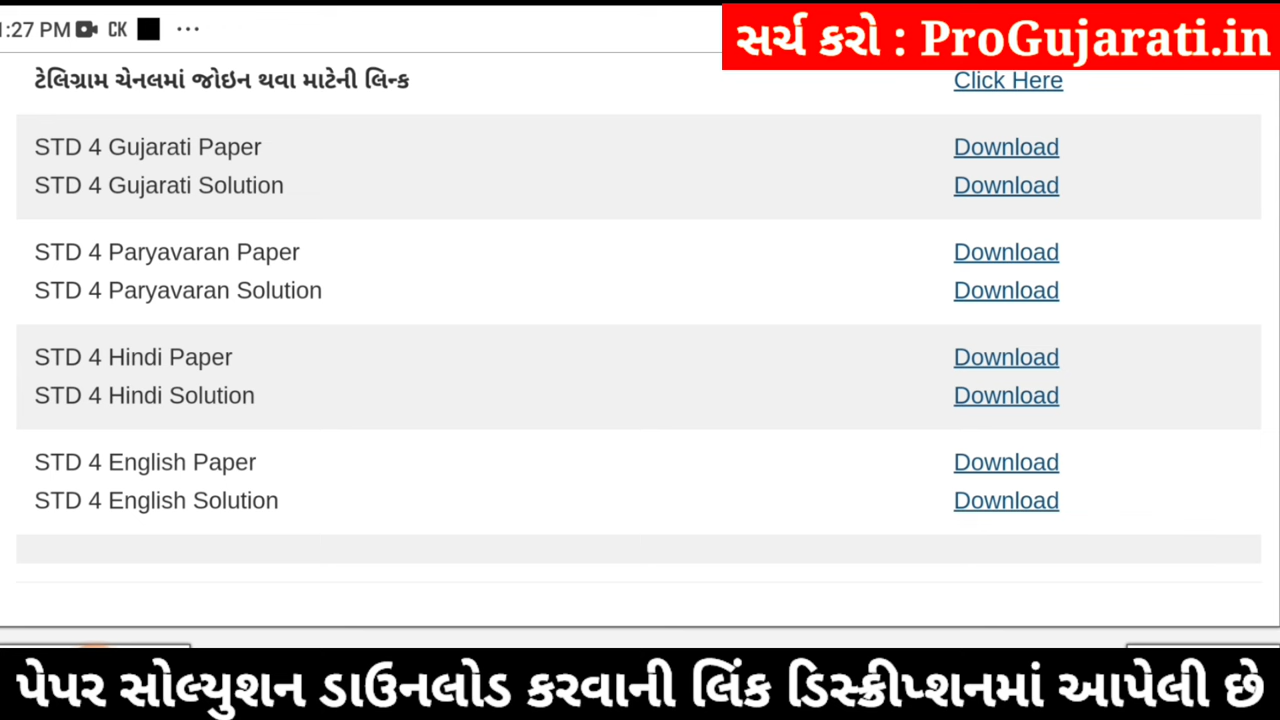 :27 PM CK ...
સર્ચ કરો : ProGujarati.in
ટેલિગ્રામ ચેનલમાં જોઇન થવા માટેની લિન્ક Click Here
STD 4 Gujarati Paper Download
STD 4 Gujarati Solution Download
STD 4 Paryavaran Paper Download
STD 4 Paryavaran Solution Download
STD 4 Hindi Paper Download
STD 4 Hindi Solution Download
STD 4 English Paper Download
STD 4 English Solution Download
પેપર સોલ્યુશન ડાઉનલોડ કરવાની લિંક ડિસ્ક્રીપ્શનમાં આપેલી છે